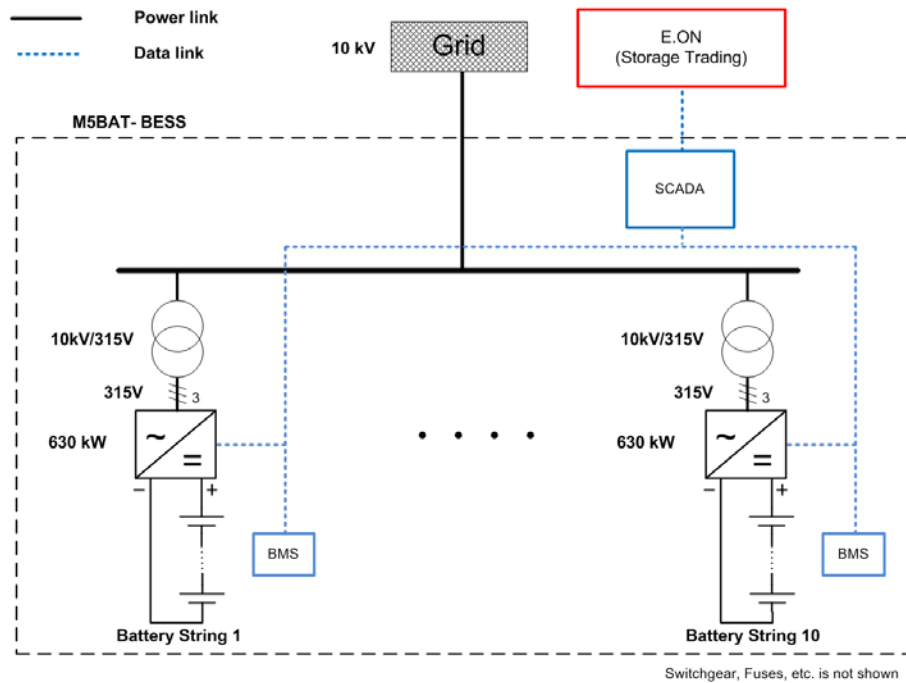 Power link
Data link
10 kV
Grid
E.ON
(Storage Trading)
M5BAT- BESS
SCADA
10kV/315V
10kV/315V
315V
3
315V
3
630 kW
~
=
630 kW
~
=
−
+
−
+
BMS
BMS
Battery String 1
Battery String 10
Switchgear, Fuses, etc. is not shown